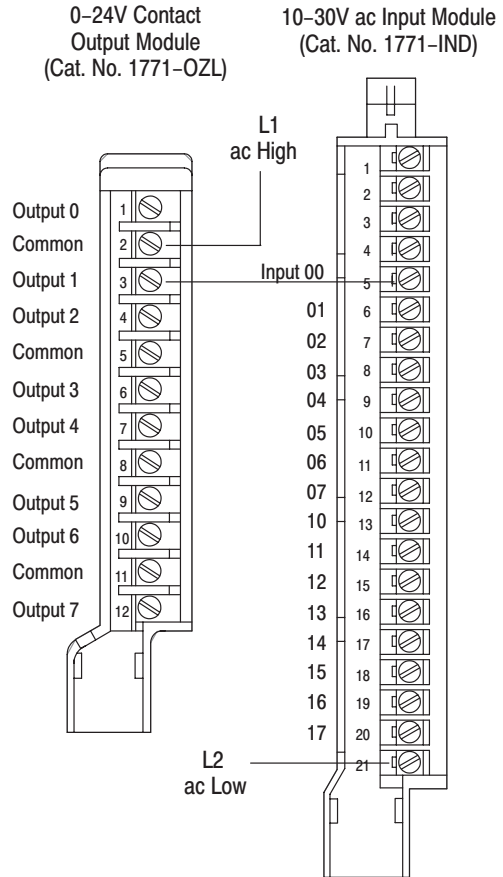 0–24V Contact
Output Module
(Cat. No. 1771–OZL)
10–30V ac Input Module
(Cat. No. 1771–IND)
L1
ac High
Output 0
Common
Output 1
Output 2
Common
Output 3
Output 4
Common
Output 5
Output 6
Common
Output 7
1
2
3
4
5
6
7
8
9
10
11
12
Input 00
01
02
03
04
05
06
07
10
11
12
13
14
15
16
17
1
2
3
4
5
6
7
8
9
10
11
12
13
14
15
16
17
18
19
20
21
L2
ac Low